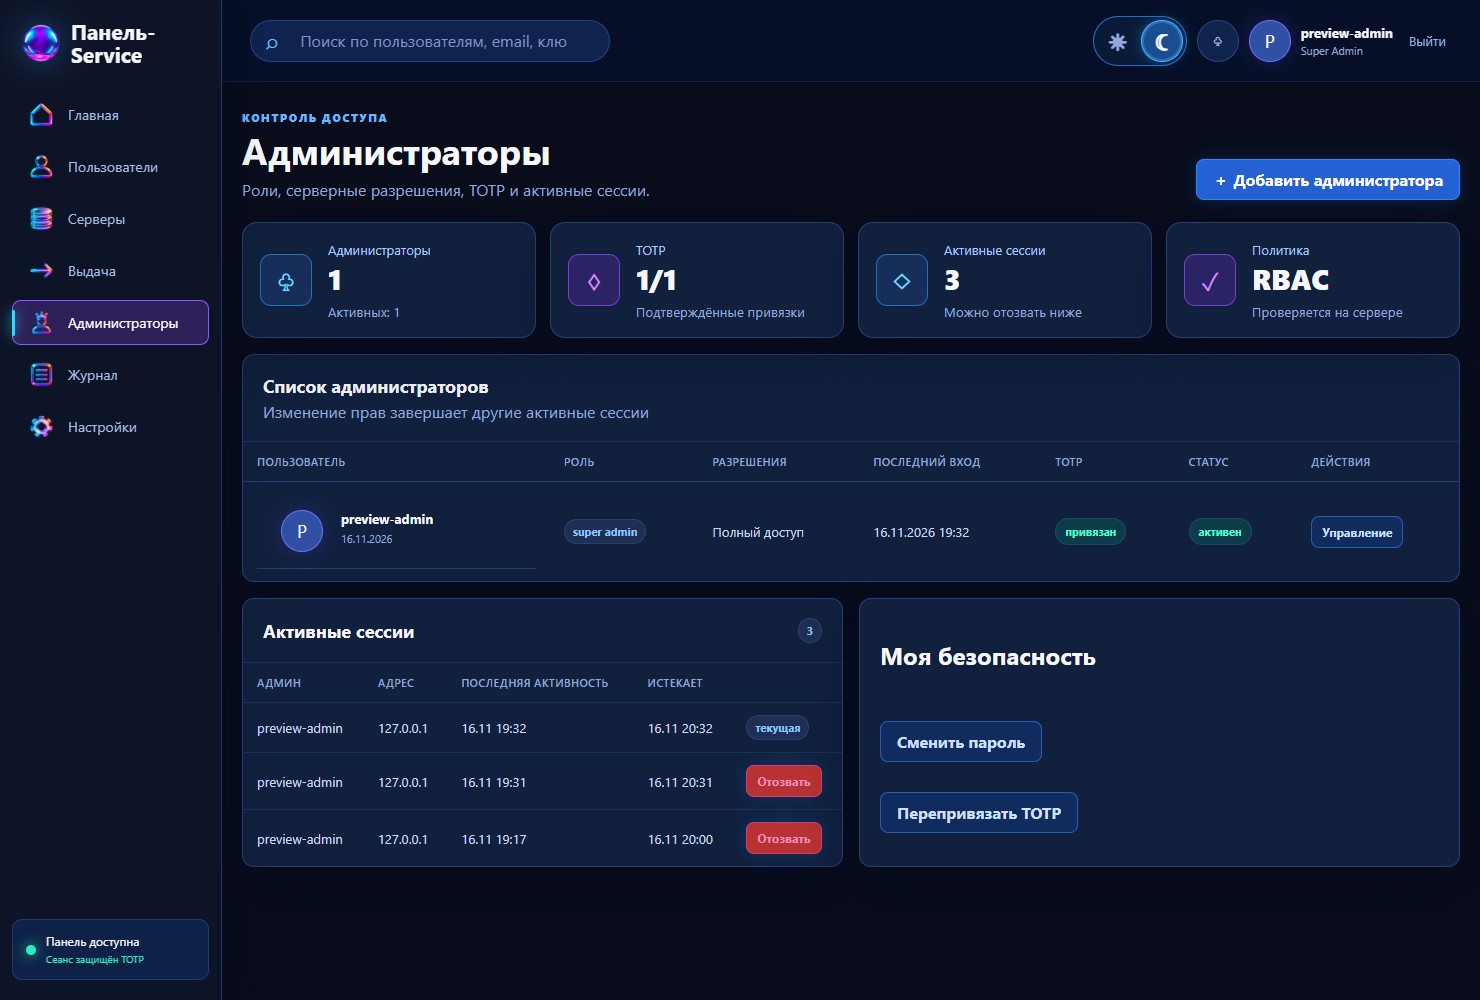 Панель-
Service
Главная
Пользователи
Серверы
Выдача
Администраторы
Журнал
Настройки
Панель доступна
Сеанс защищён TOTP
Поиск по пользователям, email, клю
P
preview-admin
Super Admin
Выйти
КОНТРОЛЬ ДОСТУПА
Администраторы
Роли, серверные разрешения, TOTP и активные сессии.
+ Добавить администратора
Администраторы
1
Активных: 1
TOTP
1/1
Подтверждённые привязки
Активные сессии
3
Можно отозвать ниже
Политика
RBAC
Проверяется на сервере
Список администраторов
Изменение прав завершает другие активные сессии
ПОЛЬЗОВАТЕЛЬ РОЛЬ РАЗРЕШЕНИЯ ПОСЛЕДНИЙ ВХОД TOTP СТАТУС ДЕЙСТВИЯ
P preview-admin 16.11.2026 super admin Полный доступ 16.11.2026 19:32 привязан активен Управление
Активные сессии 3
АДМИН АДРЕС ПОСЛЕДНЯЯ АКТИВНОСТЬ ИСТЕКАЕТ
preview-admin 127.0.0.1 16.11 19:32 16.11 20:32 текущая
preview-admin 127.0.0.1 16.11 19:31 16.11 20:31 Отозвать
preview-admin 127.0.0.1 16.11 19:17 16.11 20:00 Отозвать
Моя безопасность
Сменить пароль
Перепривязать TOTP